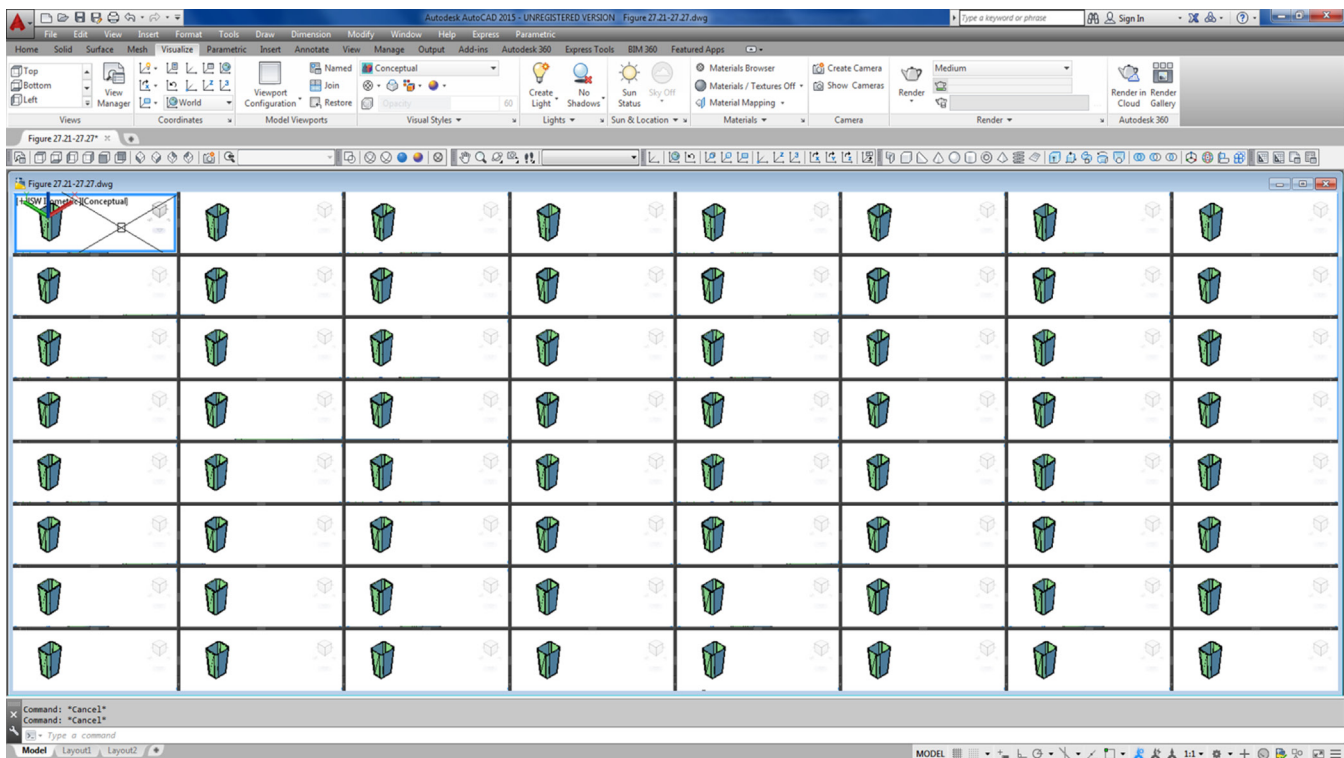 Autodesk AutoCAD 2015 - UNREGISTERED VERSION Figure 27.21-27.27.dwg Type a keyword or phrase Sign In
File Edit View Insert Format Tools Draw Dimension Modify Window Help Express Parametric
Home Solid Surface Mesh Visualize Parametric Insert Annotate View Manage Output Add-ins Autodesk 360 Express Tools BIM 360 Featured Apps
Top Named Conceptual Materials Browser Create Camera Medium
Bottom Join Materials / Textures Off Show Cameras
Left View Manager World Viewport Configuration Restore Opacity 60 Create Light No Shadows Sun Status Sky Off Material Mapping Render Render in Cloud Render Gallery
Views Coordinates Model Viewports Visual Styles Lights Sun & Location Materials Camera Render Autodesk 360
Figure 27.21-27.27*
Figure 27.21-27.27.dwg
Command: *Cancel*
Command: *Cancel*
Type a command
Model Layout1 Layout2 MODEL 1:1